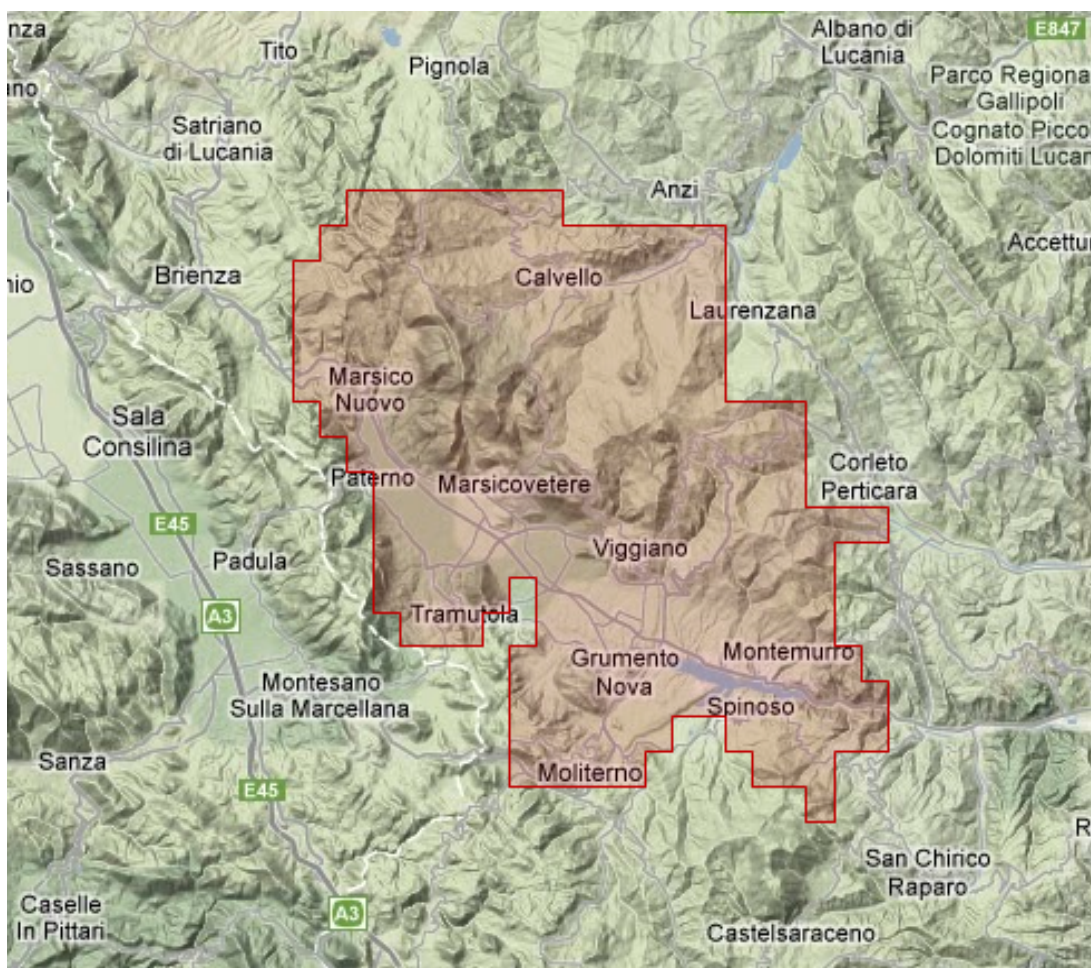 nza
Tito
Pignola
Albano di
Lucania
E847
ano
Parco Regiona
Gallipoli
Cognato Picco
Dolomiti Lucar
Satriano
di Lucania
Anzi
Accettur
nio
Brienza
Calvello
Laurenzana
Marsico
Nuovo
Sala
Consilina
Paterno
Marsicovetere
Corleto
Perticara
E45
Viggiano
Sassano
Padula
A3
Tramutola
Grumento
Nova
Montemurro
Montesano
Sulla Marcellana
Spinoso
Sanza
Moliterno
E45
R
San Chirico
Raparo
Caselle
In Pittari
A3
Castelsaraceno